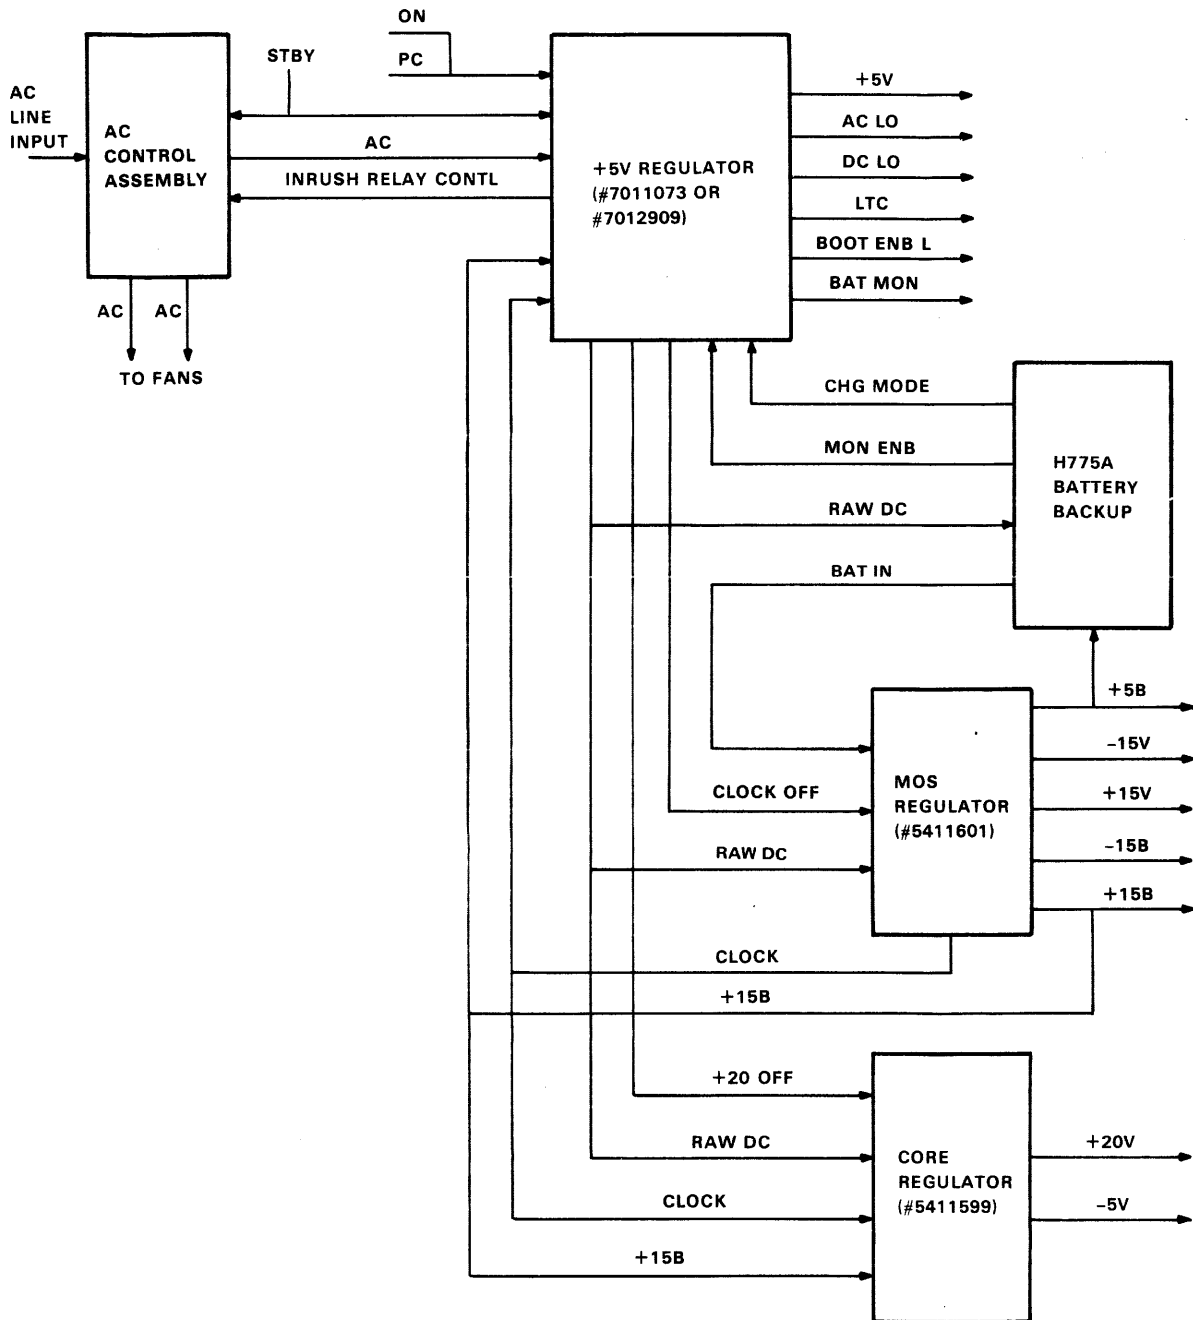 ON
PC
STBY
AC
LINE
INPUT
AC
CONTROL
ASSEMBLY
AC
INRUSH RELAY CONTL
AC
AC
TO FANS
+5V REGULATOR
(#7011073 OR
#7012909)
+5V
AC LO
DC LO
LTC
BOOT ENB L
BAT MON
CHG MODE
MON ENB
RAW DC
BAT IN
H775A
BATTERY
BACKUP
CLOCK OFF
RAW DC
MOS
REGULATOR
(#5411601)
+5B
-15V
+15V
-15B
+15B
CLOCK
+15B
+20 OFF
RAW DC
CLOCK
+15B
CORE
REGULATOR
(#5411599)
+20V
-5V